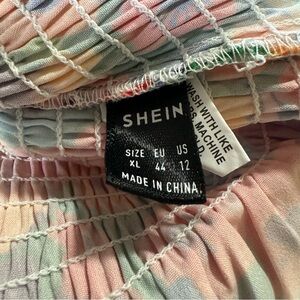 SHEIN
SIZE EU US
XL 44 12
MADE IN CHINA
WASH WITH LIKE
MACHINE